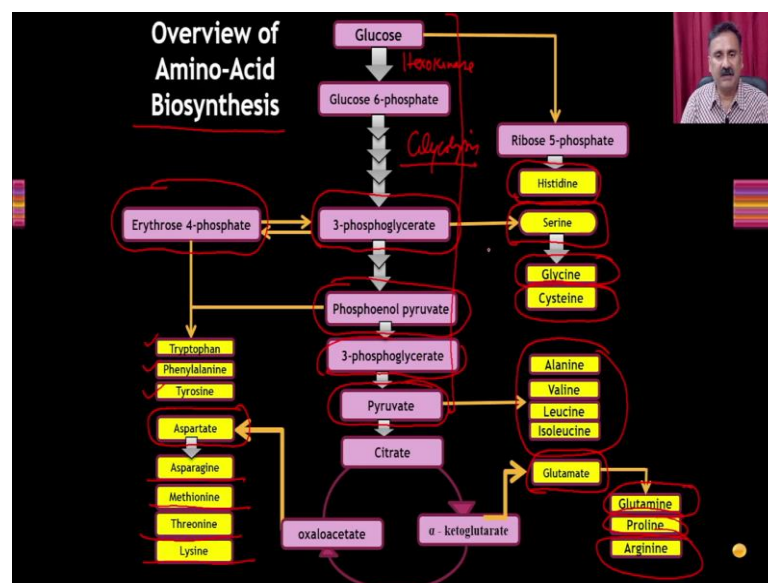 Overview of
Amino-Acid
Biosynthesis
Glucose
Hexokinase
Glucose 6-phosphate
Glycolysis
Ribose 5-phosphate
Histidine
Erythrose 4-phosphate
3-phosphoglycerate
Serine
Glycine
Cysteine
Phosphoenol pyruvate
Tryptophan
Phenylalanine
Tyrosine
3-phosphoglycerate
Alanine
Valine
Leucine
Isoleucine
Pyruvate
Aspartate
Citrate
Asparagine
Methionine
Threonine
Lysine
Glutamate
Glutamine
Proline
Arginine
oxaloacetate
α - ketoglutarate